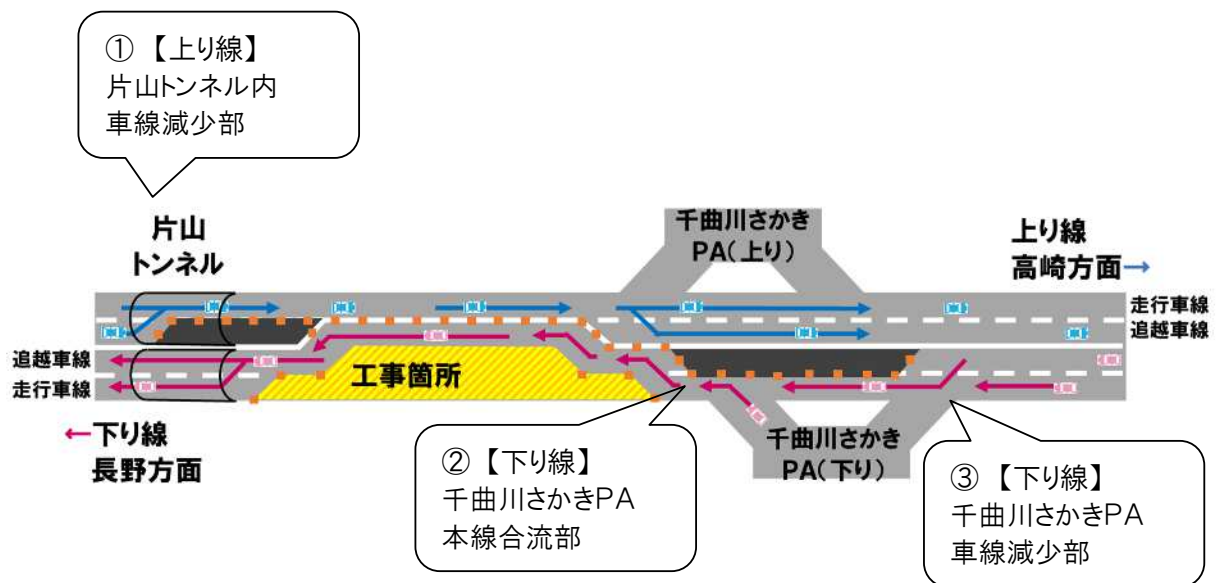 ① 【上り線】
片山トンネル内
車線減少部
片山
トンネル
千曲川さかき
PA(上り)
上り線
高崎方面→
走行車線
追越車線
追越車線
走行車線
工事箇所
←下り線
長野方面
千曲川さかき
PA(下り)
② 【下り線】
千曲川さかきPA
本線合流部
③ 【下り線】
千曲川さかきPA
車線減少部